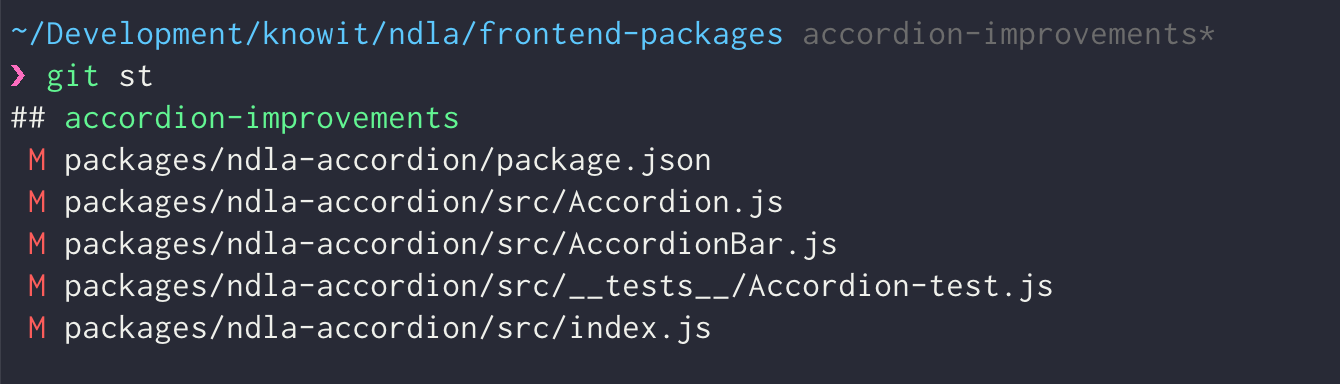 ~/Development/knowit/ndla/frontend-packages accordion-improvements*
❯ git st
## accordion-improvements
 M packages/ndla-accordion/package.json
 M packages/ndla-accordion/src/Accordion.js
 M packages/ndla-accordion/src/AccordionBar.js
 M packages/ndla-accordion/src/__tests__/Accordion-test.js
 M packages/ndla-accordion/src/index.js